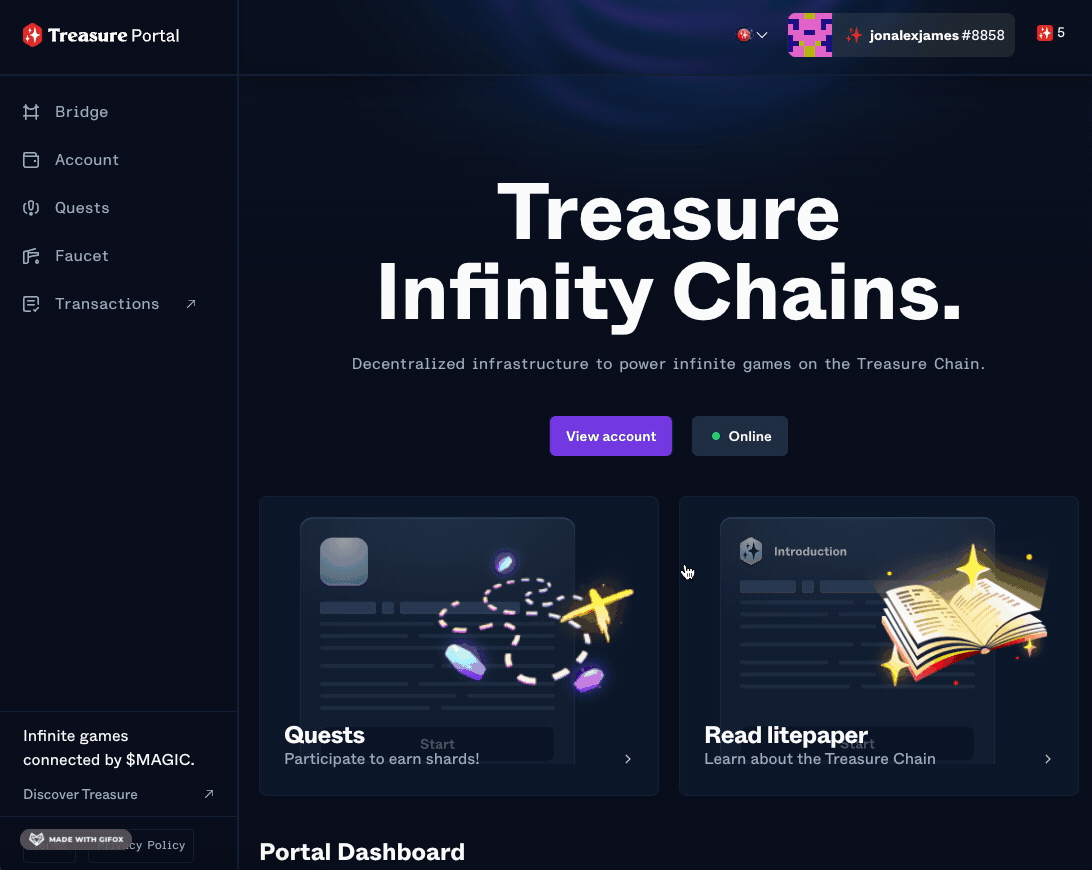 Treasure Portal
jonalexjames #8858
5
Bridge
Account
Quests
Faucet
Transactions
Treasure
Infinity Chains.
Decentralized infrastructure to power infinite games on the Treasure Chain.
View account
Online
Introduction
Start
Quests
Participate to earn shards!
Start
Read litepaper
Learn about the Treasure Chain
Infinite games
connected by $MAGIC.
Discover Treasure
MADE WITH GIFOX
Policy
Portal Dashboard